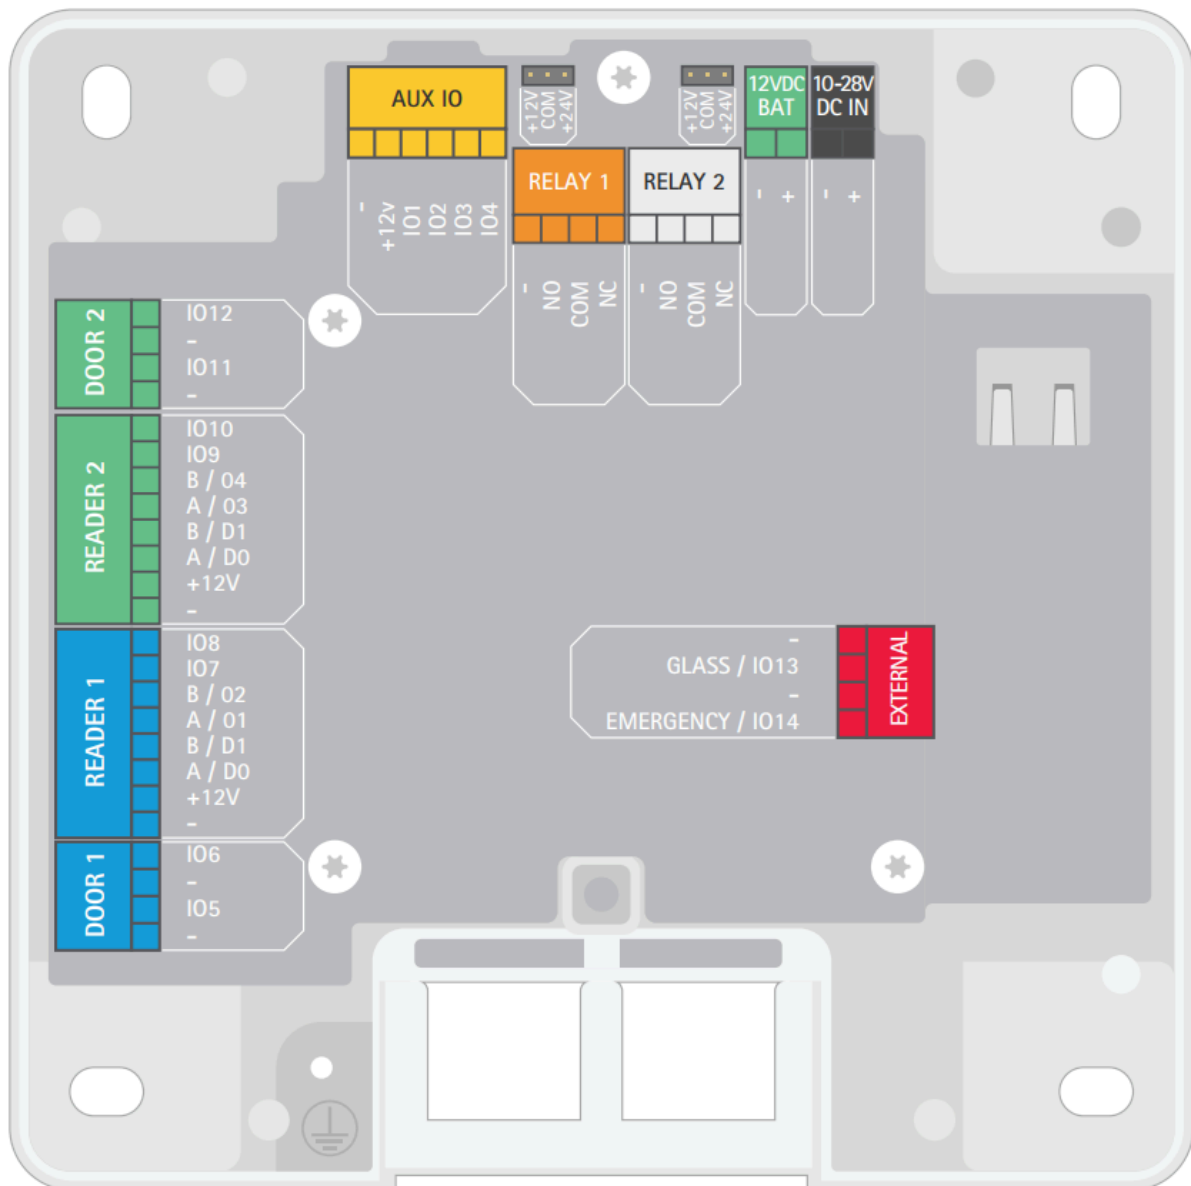 AUX IO
-
+12v
IO1
IO2
IO3
IO4
+12V
COM
+24V
RELAY 1
-
NO
COM
NC
+12V
COM
+24V
RELAY 2
-
NO
COM
NC
12VDC
BAT
-
+
10-28V
DC IN
-
+
DOOR 2
IO12
-
IO11
-
READER 2
IO10
IO9
B / O4
A / O3
B / D1
A / D0
+12V
-
READER 1
IO8
IO7
B / O2
A / O1
B / D1
A / D0
+12V
-
DOOR 1
IO6
-
IO5
-
-
GLASS / IO13
-
EMERGENCY / IO14
EXTERNAL